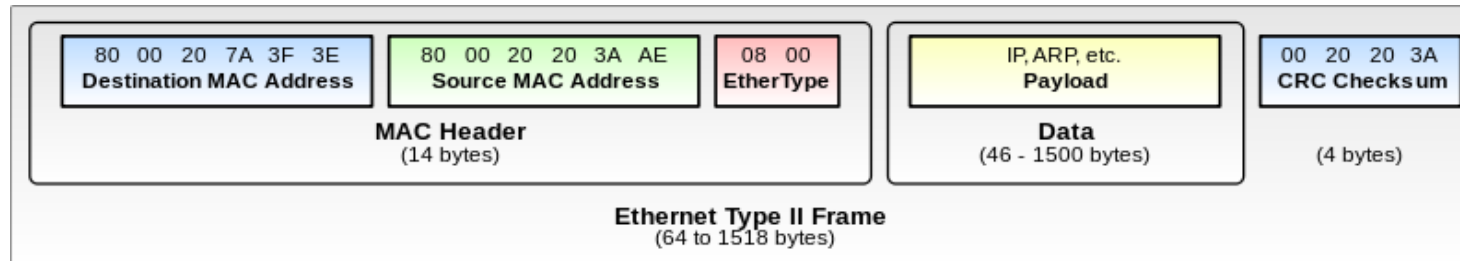 80 00 20 7A 3F 3E
Destination MAC Address
80 00 20 20 3A AE
Source MAC Address
08 00
EtherType
MAC Header
(14 bytes)
IP, ARP, etc.
Payload
Data
(46 - 1500 bytes)
00 20 20 3A
CRC Checksum
(4 bytes)
Ethernet Type II Frame
(64 to 1518 bytes)